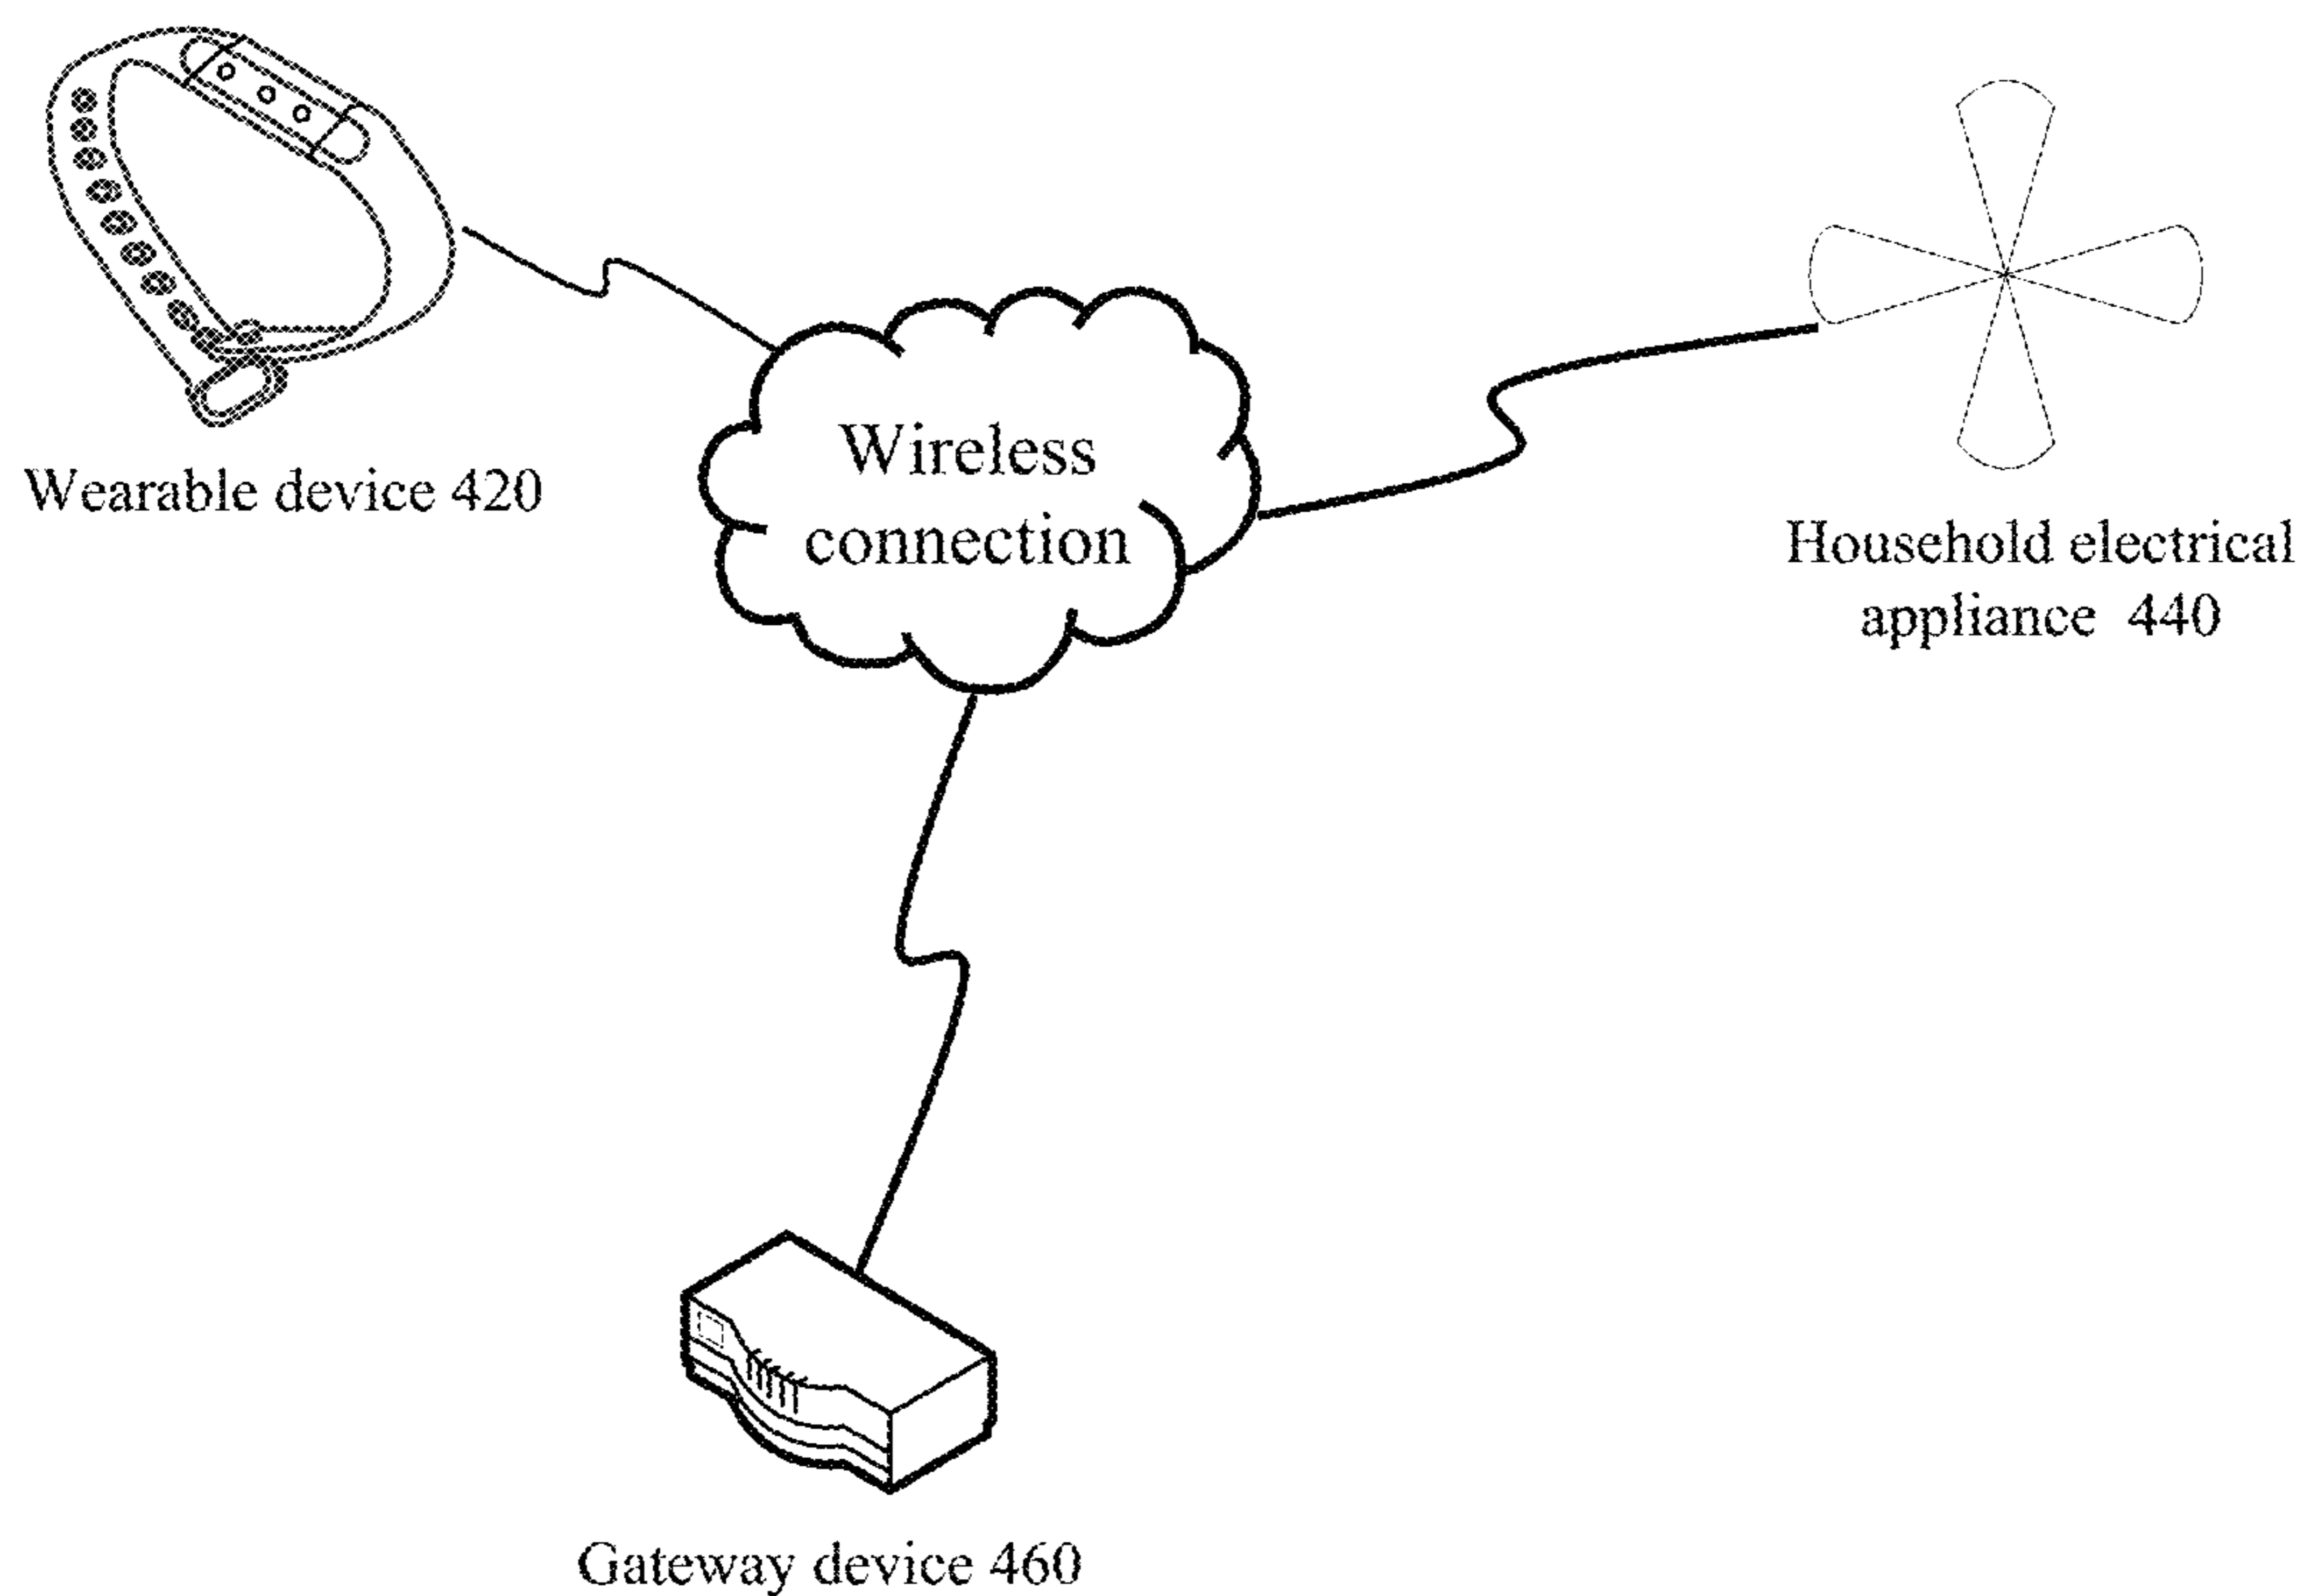 Wireless
connection
Wearable device 420
Household electrical
appliance 440
Gateway device 460